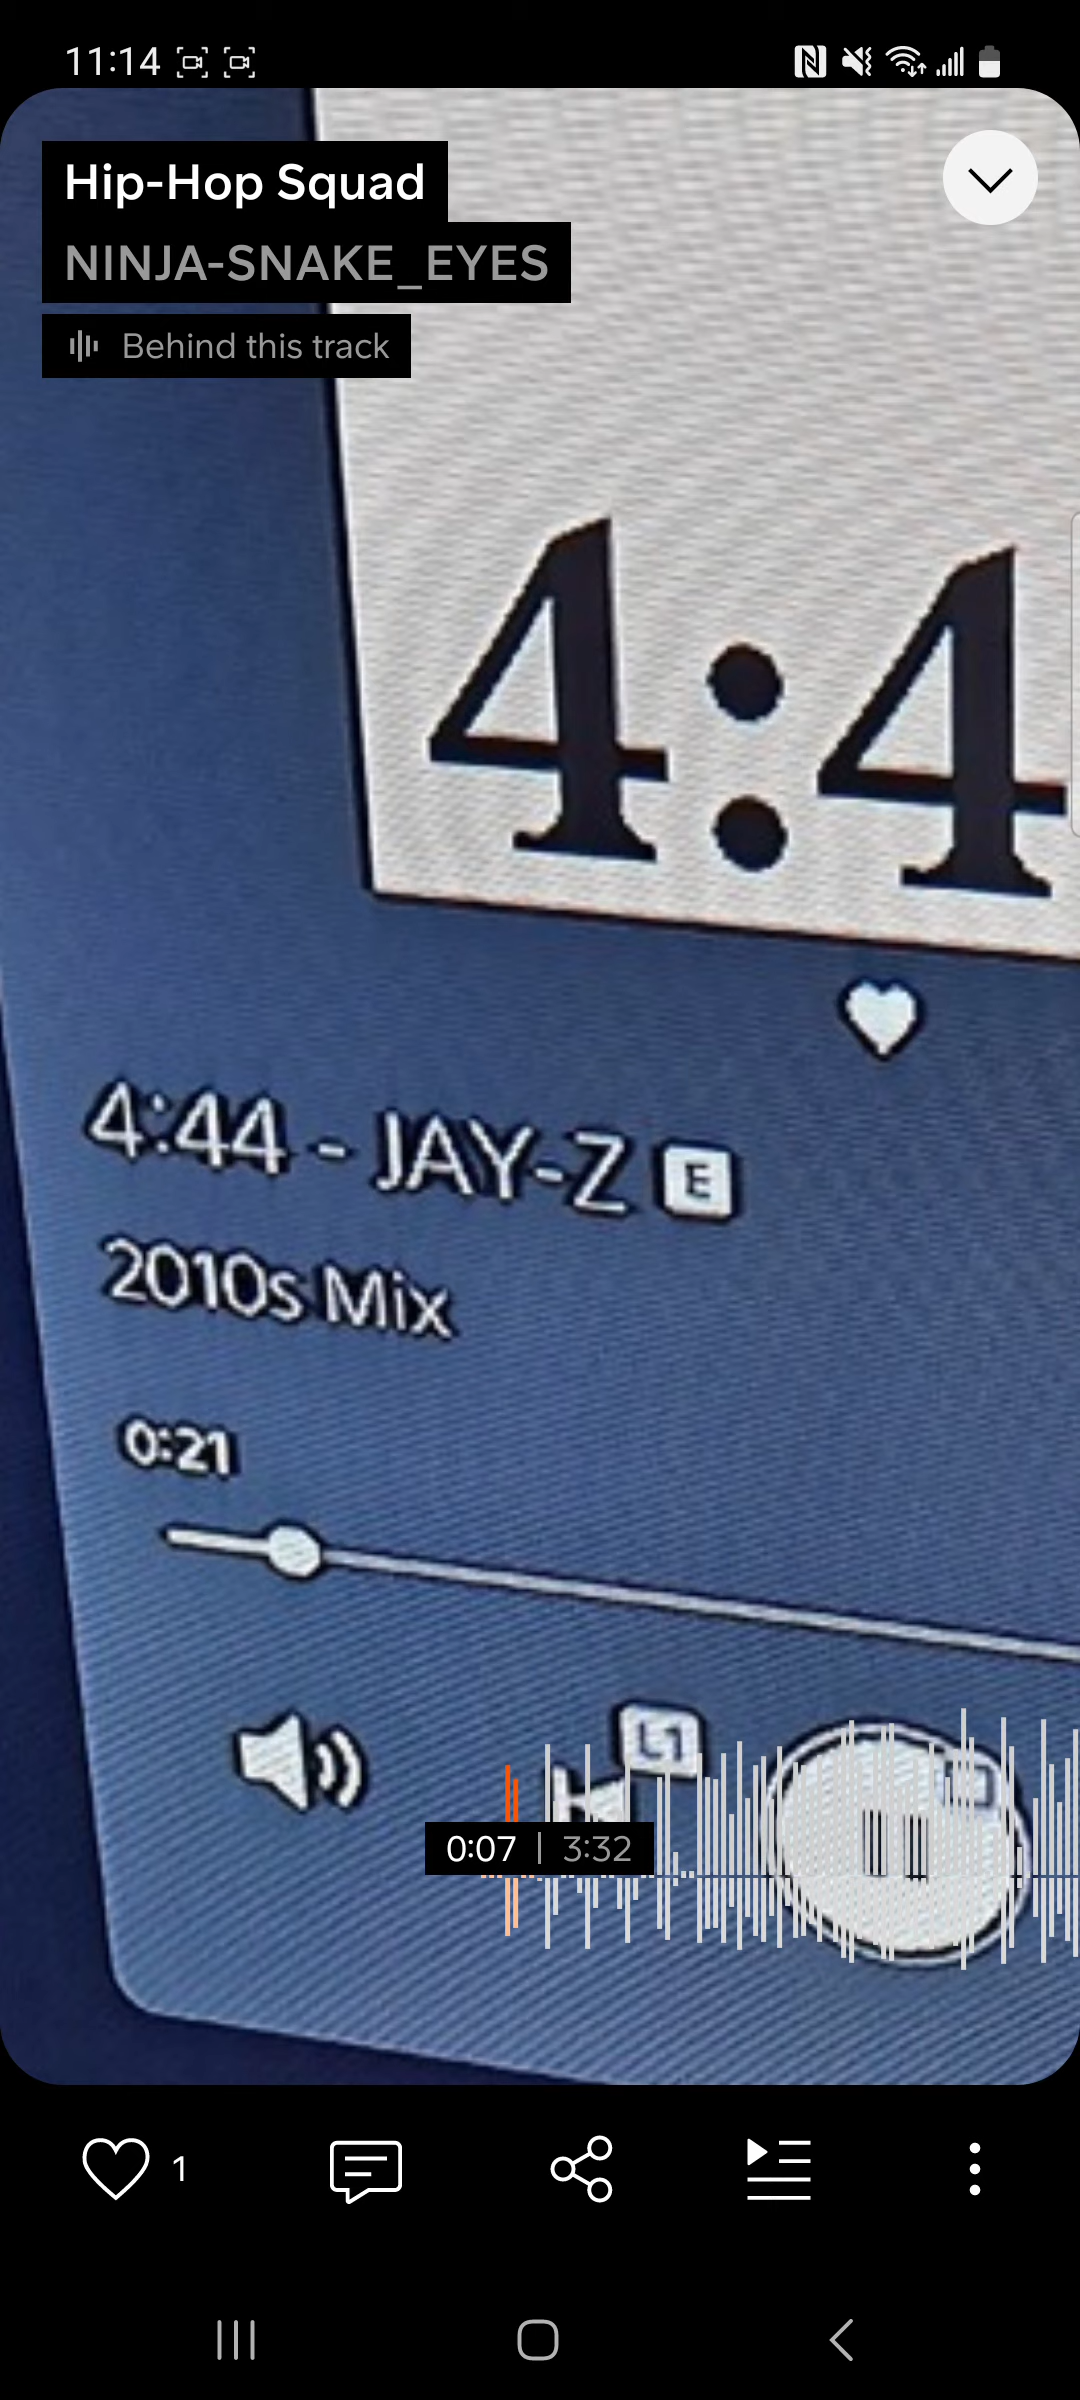 11:14
Hip-Hop Squad
NINJA-SNAKE_EYES
Behind this track
4:4
4:44 - JAY-Z E
2010s Mix
0:21
L1
0:07 | 3:32
1